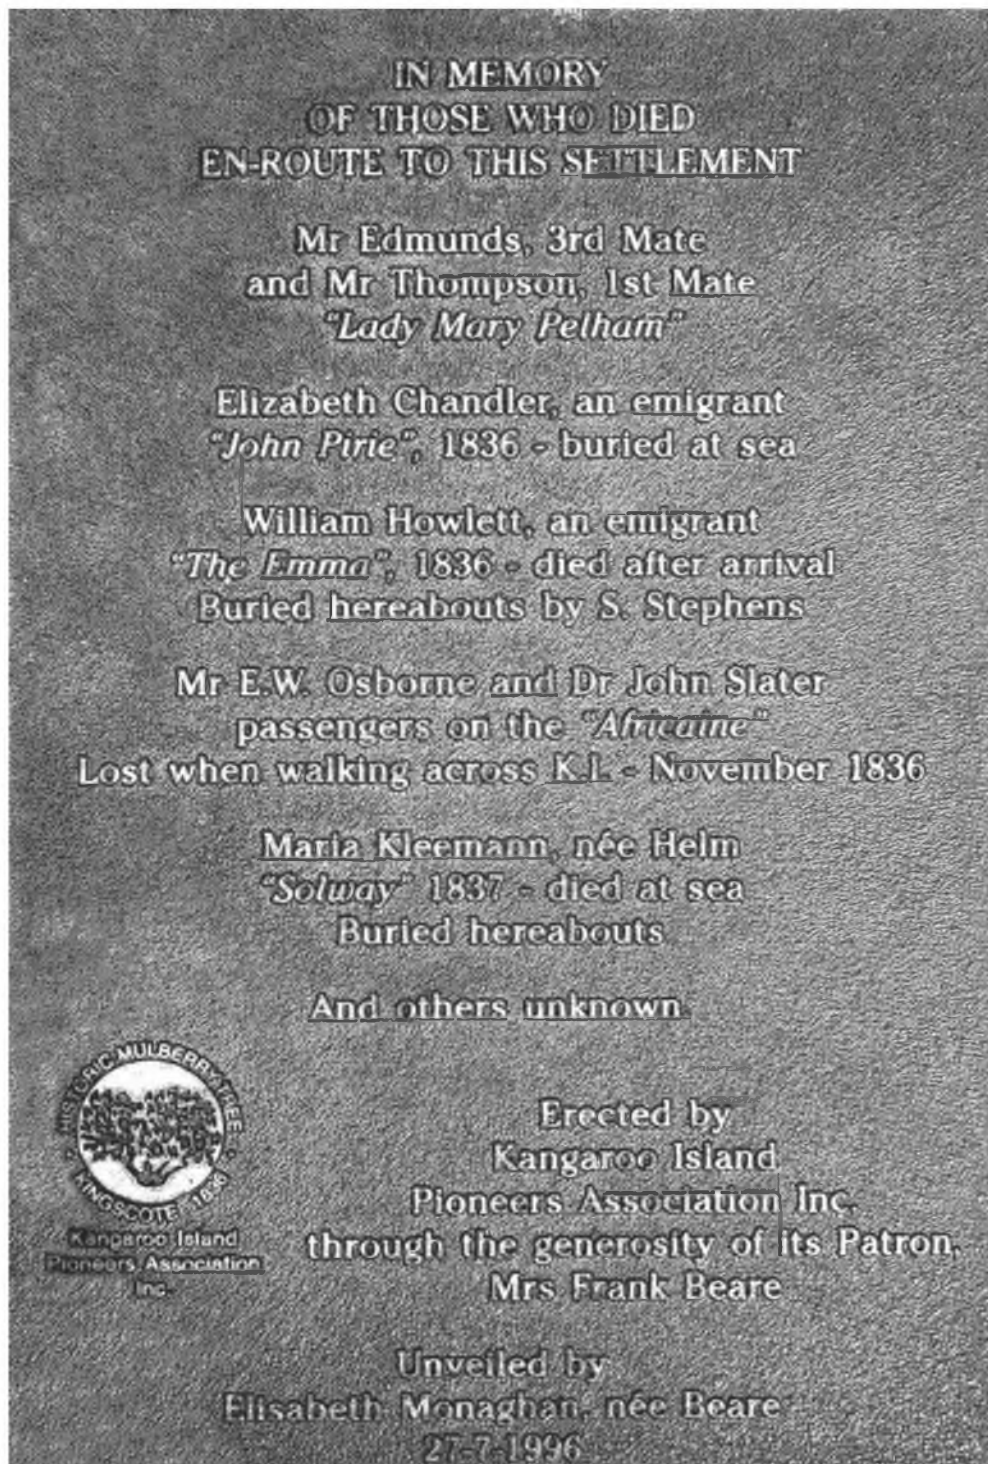 IN MEMORY
OF THOSE WHO DIED
EN-ROUTE TO THIS SETTLEMENT
Mr Edmunds, 3rd Mate
and Mr Thompson, 1st Mate
"Lady Mary Pelham"
Elizabeth Chandler, an emigrant
"John Pirie", 1836 - buried at sea
William Howlett, an emigrant
"The Emma", 1836 - died after arrival
Buried hereabouts by S. Stephens
Mr E.W. Osborne and Dr John Slater
passengers on the "Africaine"
Lost when walking across K.I. - November 1836
Maria Kleemann, née Helm
"Solway" 1837 - died at sea
Buried hereabouts
And others unknown.
HISTORIC MULBERRY TREE
KINGSCOTE 1836
Kangaroo Island
Pioneers Association
Inc.
Erected by
Kangaroo Island
Pioneers Association Inc.
through the generosity of its Patron,
Mrs Frank Beare
Unveiled by
Elisabeth Monaghan, née Beare
27-7-1996